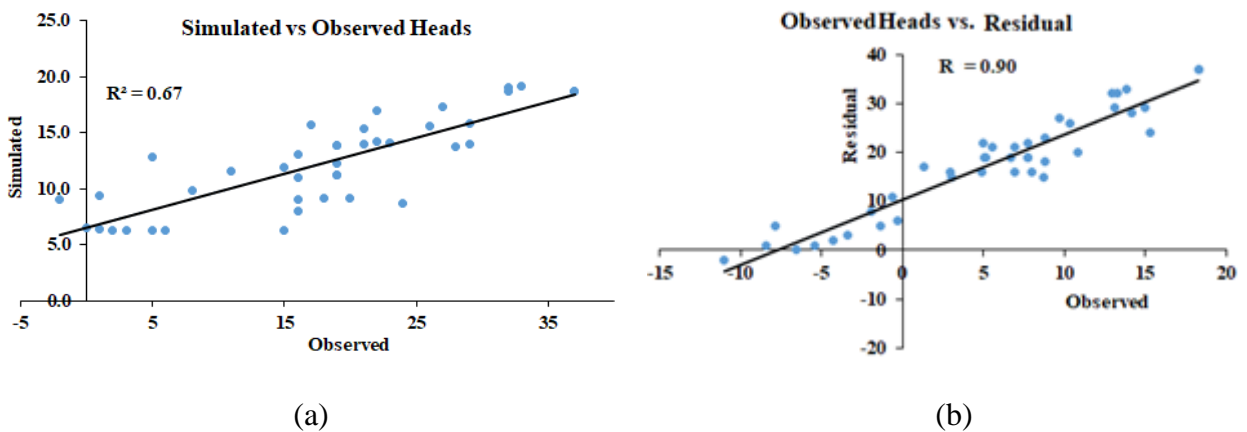 Simulated vs Observed Heads
R² = 0.67
Simulated
25.0
20.0
15.0
10.0
5.0
0.0
-5
5
15
25
35
Observed
(a)
Observed Heads vs. Residual
R = 0.90
Residual
40
30
20
10
0
-10
-20
-15
-10
-5
0
5
10
15
20
Observed
(b)